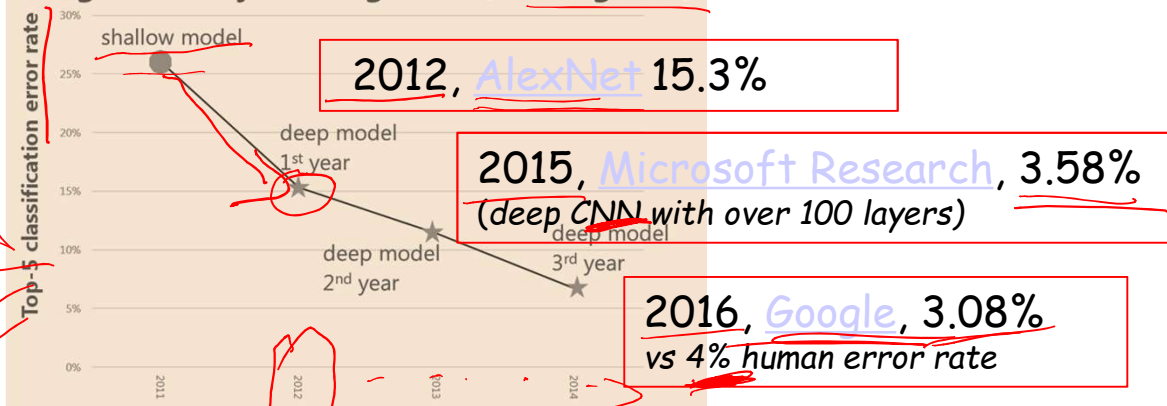 Top-5 classification error rate
30%
25%
20%
15%
10%
5%
0%
shallow model
2012, AlexNet 15.3%
deep model
1st year
2015, Microsoft Research, 3.58%
(deep CNN with over 100 layers)
deep model
2nd year
deep model
3rd year
2016, Google, 3.08%
vs 4% human error rate
2011
2012
2013
2014